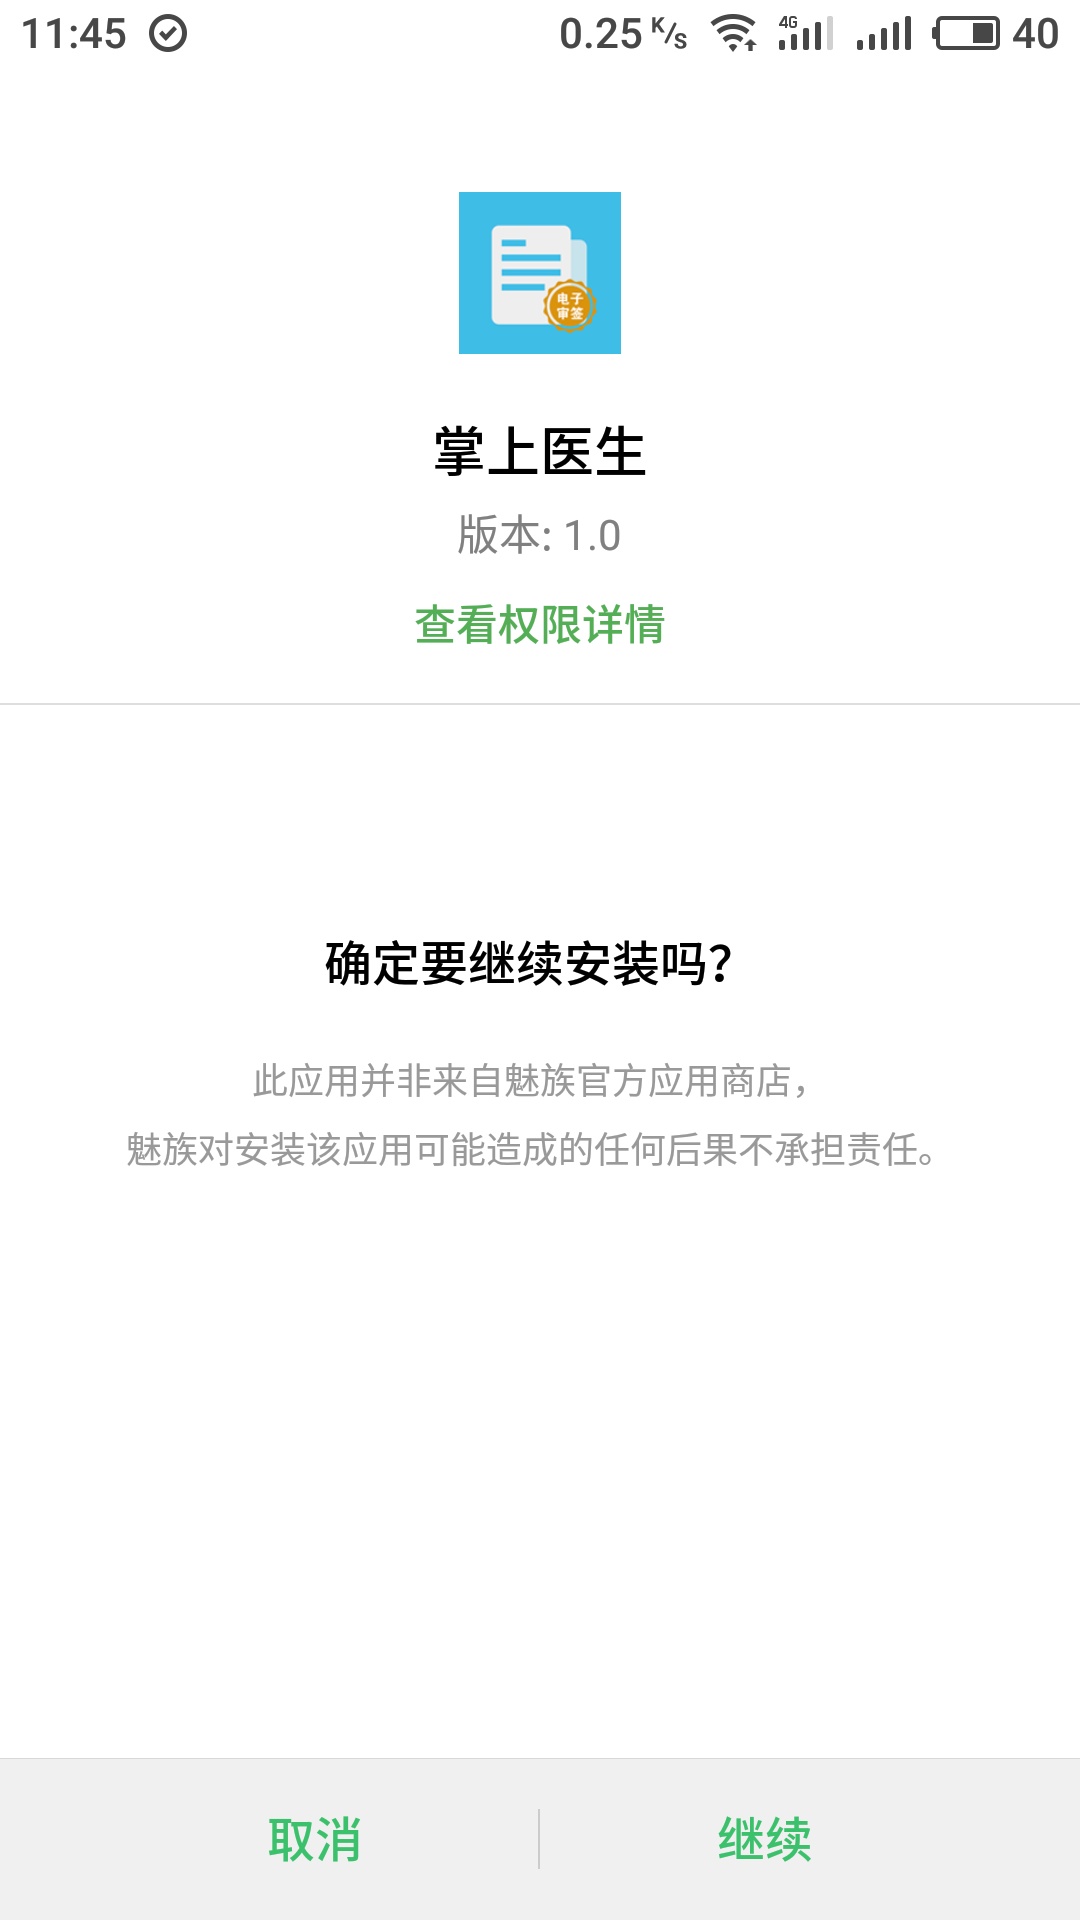 11:45 0.25 K/s 4G 40
电子
审签
掌上医生
版本: 1.0
查看权限详情
确定要继续安装吗?
此应用并非来自魅族官方应用商店，
魅族对安装该应用可能造成的任何后果不承担责任。
取消 继续